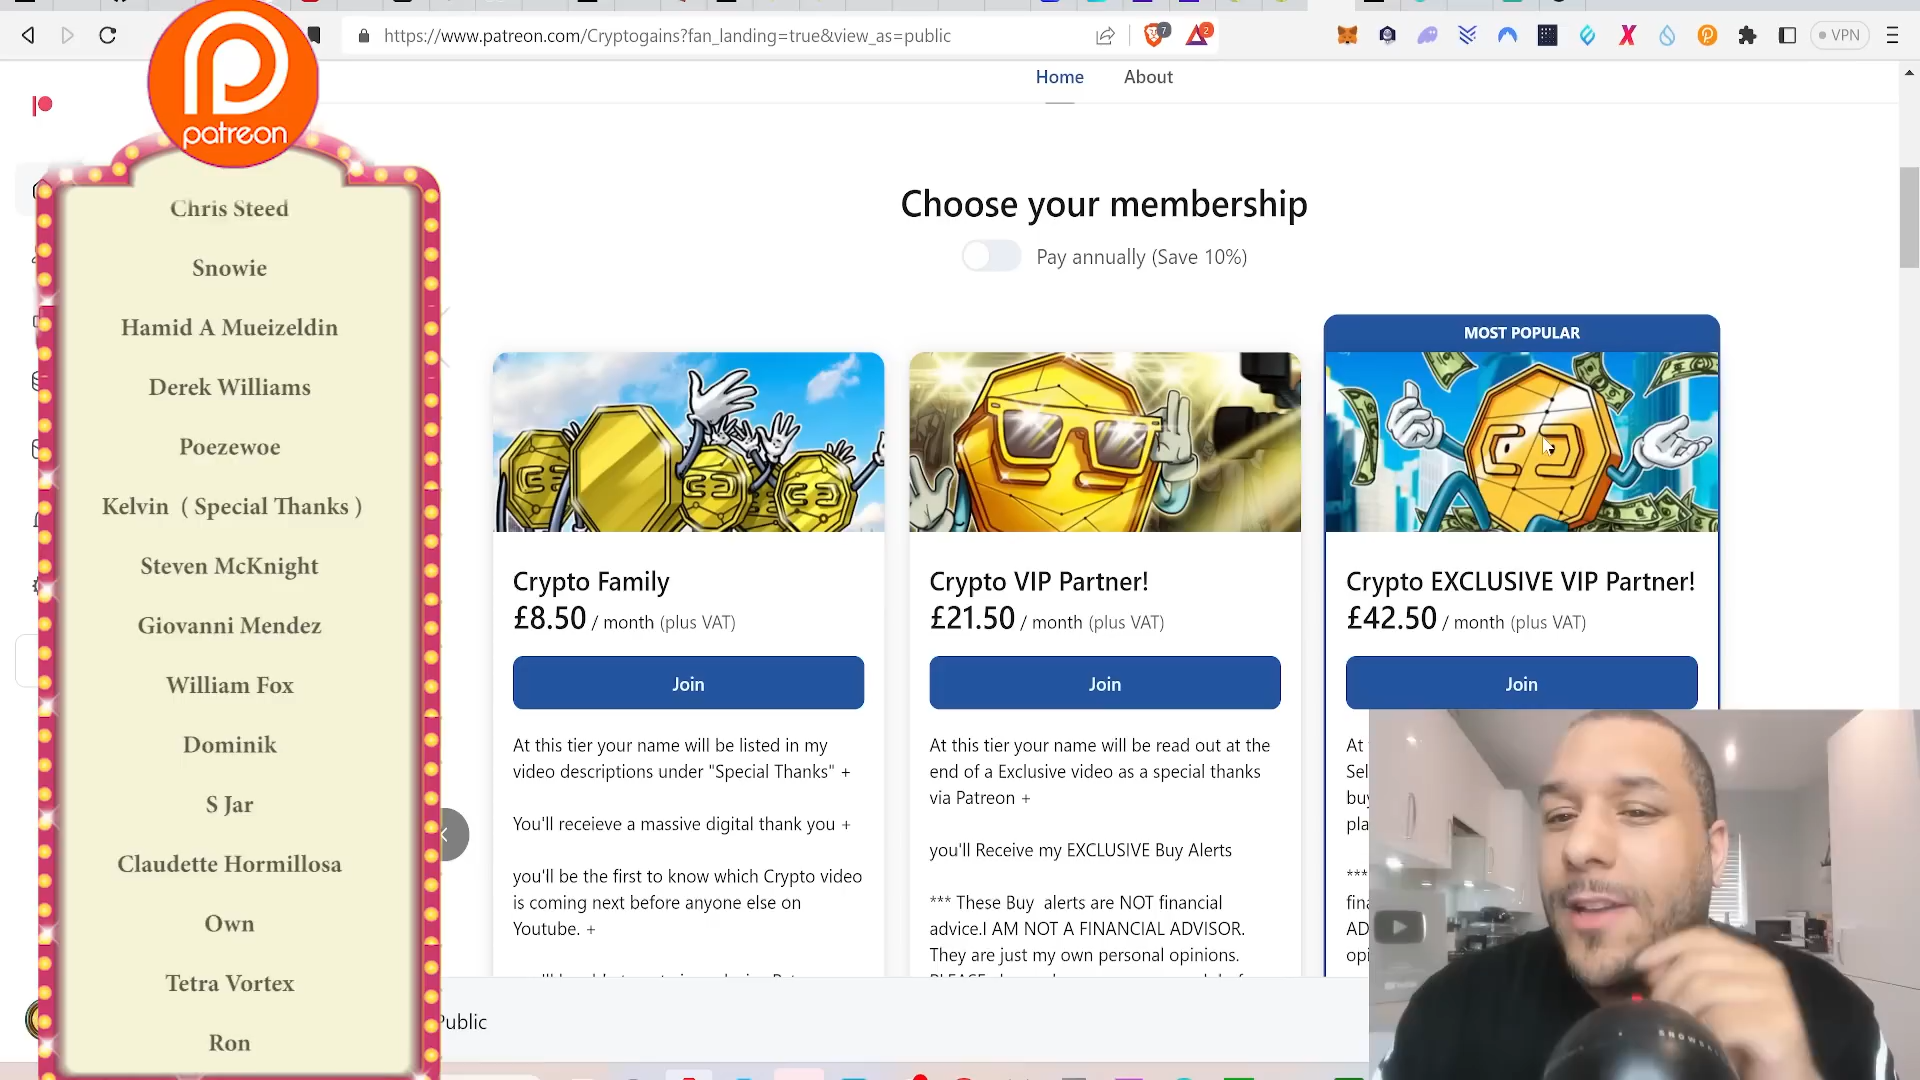 https://www.patreon.com/Cryptogains?fan_landing=true&view_as=public
7
2
VPN
patreon
Chris Steed
Snowie
Hamid A Mueizeldin
Derek Williams
Poezewoe
Kelvin ( Special Thanks )
Steven McKnight
Giovanni Mendez
William Fox
Dominik
S Jar
Claudette Hormillosa
Own
Tetra Vortex
Ron
Home
About
Choose your membership
Pay annually (Save 10%)
Crypto Family
£8.50 / month (plus VAT)
Join
At this tier your name will be listed in my
video descriptions under "Special Thanks" +
You'll receieve a massive digital thank you +
you'll be the first to know which Crypto video
is coming next before anyone else on
Youtube. +
Crypto VIP Partner!
£21.50 / month (plus VAT)
Join
At this tier your name will be read out at the
end of a Exclusive video as a special thanks
via Patreon +
you'll Receive my EXCLUSIVE Buy Alerts
*** These Buy alerts are NOT financial
advice.I AM NOT A FINANCIAL ADVISOR.
They are just my own personal opinions.
MOST POPULAR
Crypto EXCLUSIVE VIP Partner!
£42.50 / month (plus VAT)
Join
At
Sel
buy
pla
***
fina
AD
opi
Public